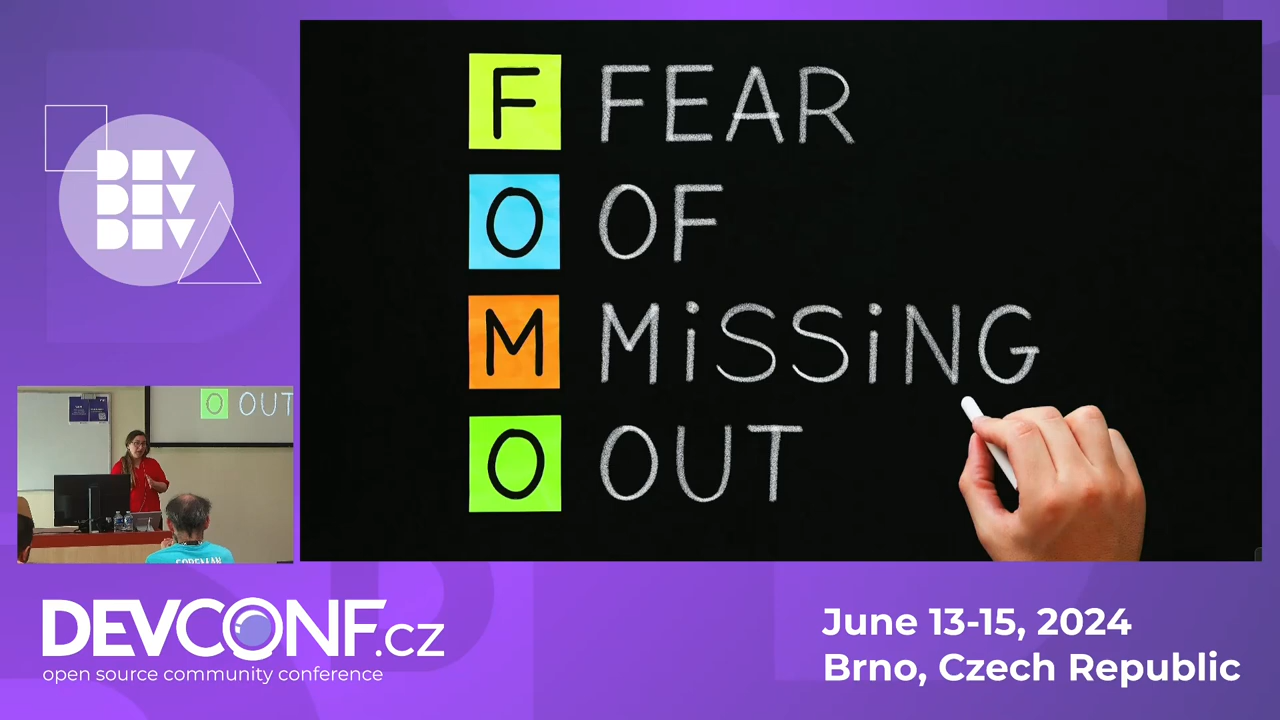 F FEAR
O OF
M MiSSiNG
O OUT
DEV
DEV
DEV
O OUT
FOREMAN
DEVCONF.cz
open source community conference
June 13-15, 2024
Brno, Czech Republic